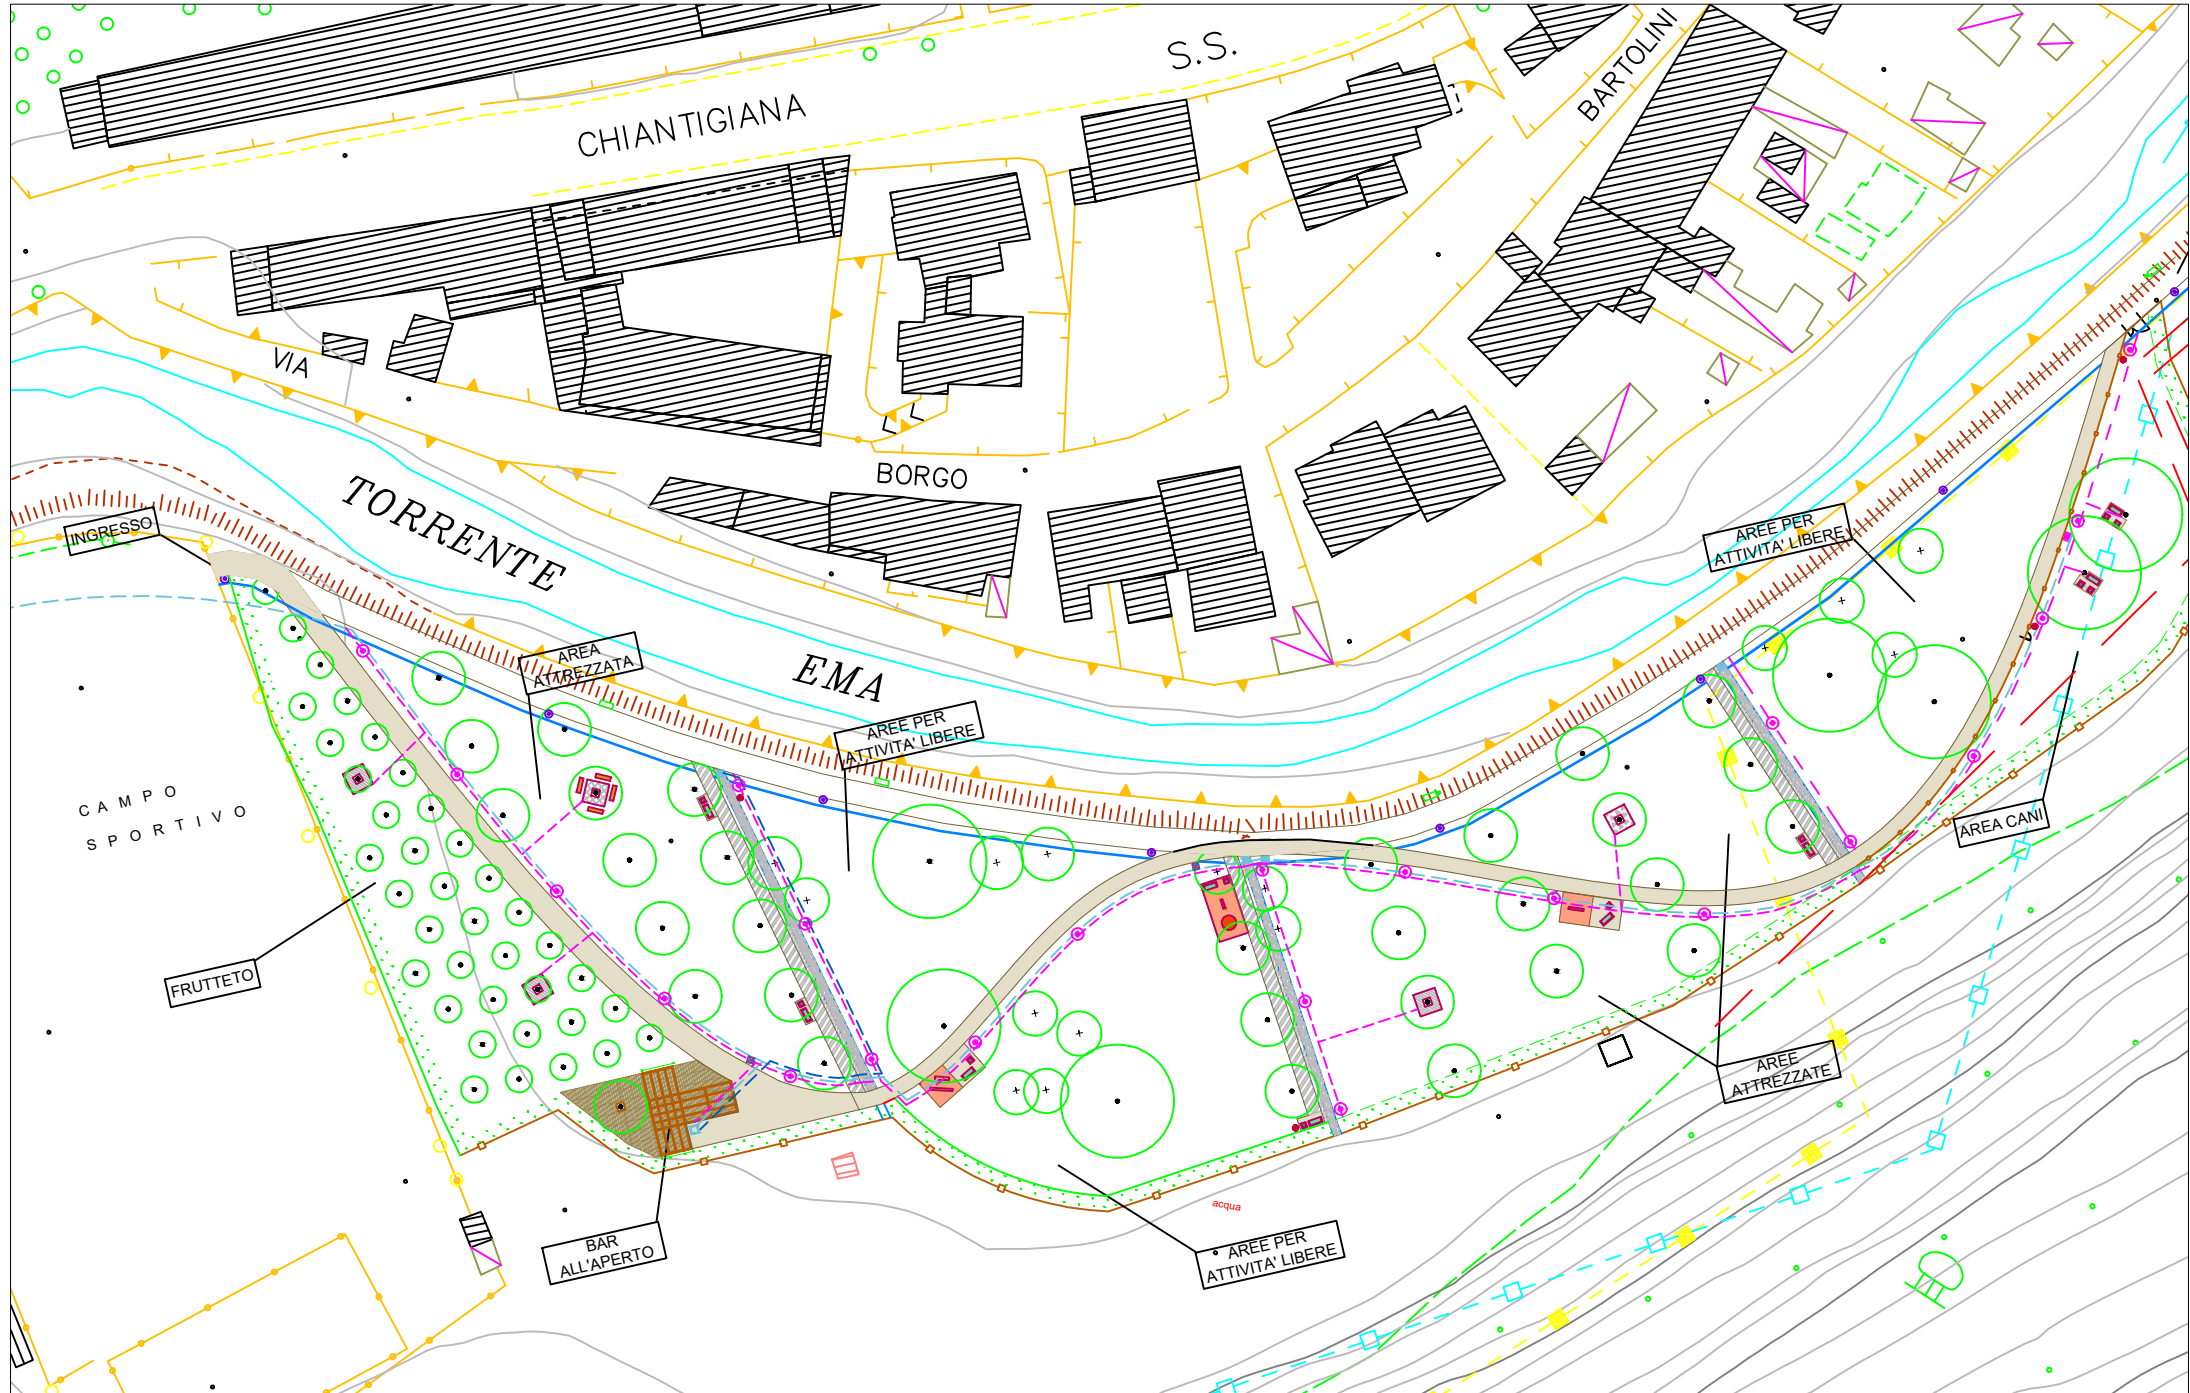 S.S.
CHIANTIGIANA
BARTOLINI
VIA
BORGO
TORRENTE
EMA
INGRESSO
AREE PER
ATTIVITA' LIBERE
AREA
ATTREZZATA
AREE PER
ATTIVITA' LIBERE
CAMPO
SPORTIVO
AREA CANI
FRUTTETO
AREE
ATTREZZATE
acqua
BAR
ALL'APERTO
AREE PER
ATTIVITA' LIBERE